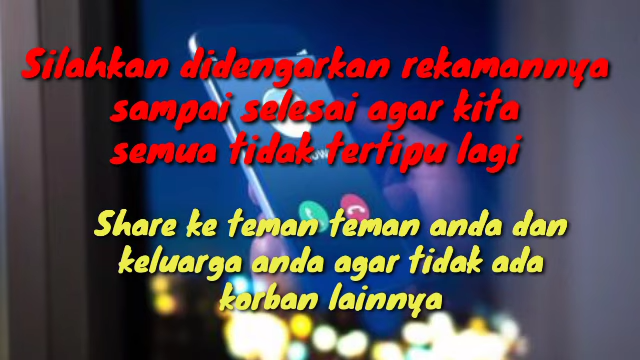 Silahkan didengarkan rekamannya
sampai selesai agar kita
semua tidak tertipu lagi
Share ke teman teman anda dan
keluarga anda agar tidak ada
korban lainnya